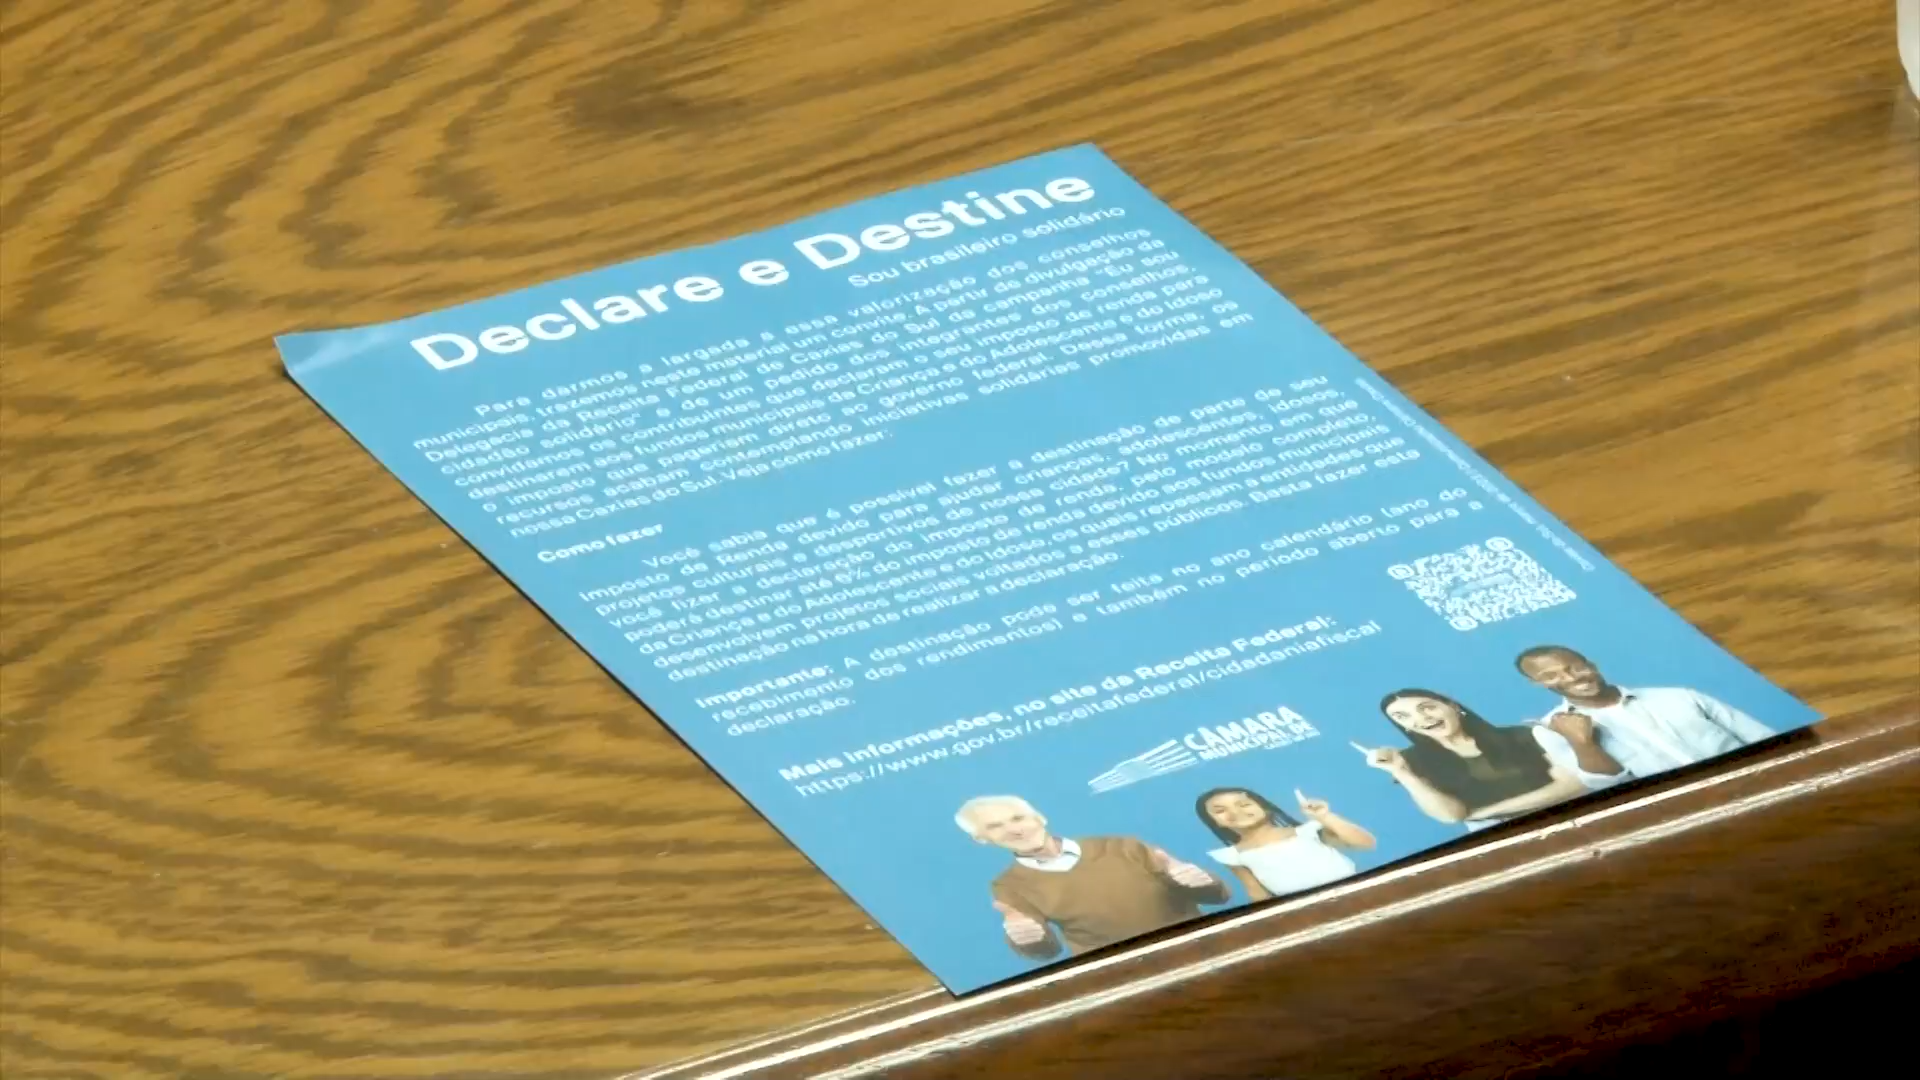 Declare e Destine
Sou brasileiro solidário
Para darmos a largada a essa valorização dos conselhos
municipais, trazemos neste material um convite. A partir de divulgação da
Delegacia da Receita Federal de Caxias do Sul de campanha "Eu sou
cidadão solidário" e de um pedido dos integrantes dos conselhos,
convidamos os contribuintes que declaram o seu imposto de renda para
destinarem aos fundos municipais da Criança e do Adolescente e do Idoso
o imposto que pagariam direto ao governo federal. Dessa forma, os
recursos acabam contemplando iniciativas solidárias promovidas em
nossa Caxias do Sul. Veja como fazer:
Como fazer
Você sabia que é possível fazer a destinação de parte de seu
imposto de renda devido para ajudar crianças, adolescentes, idosos,
projetos culturais e desportivos de nossa cidade? No momento em que
você fizer a declaração do imposto de renda, pelo modelo completo,
poderá destinar até 6% do imposto de renda devido aos fundos municipais
da Criança e do Adolescente e do Idoso, os quais repassam a entidades que
desenvolvem projetos sociais voltados a esses públicos. Basta fazer esta
destinação na hora de realizar a declaração.
Importante: A destinação pode ser feita no ano calendário (ano do
recebimento dos rendimentos) e também no período aberto para a
declaração.
Mais informações, no site da Receita Federal:
https://www.gov.br/receitafederal/cidadaniafiscal
CÂMARA
MUNICIPAL DE